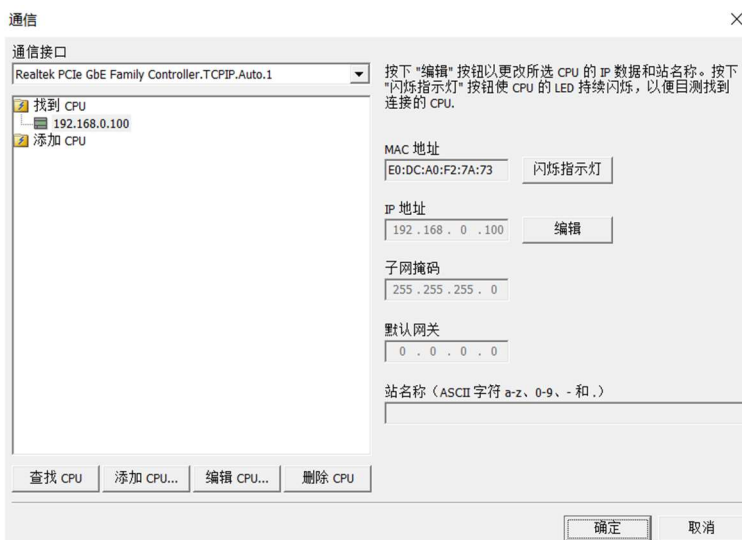 通信
通信接口
Realtek PCIe GbE Family Controller.TCPIP.Auto.1
找到 CPU
192.168.0.100
添加 CPU
按下 "编辑" 按钮以更改所选 CPU 的 IP 数据和站名称。按下
"闪烁指示灯" 按钮使 CPU 的 LED 持续闪烁，以便目测找到
连接的 CPU.
MAC 地址
E0:DC:A0:F2:7A:73
闪烁指示灯
IP 地址
192 . 168 . 0 . 100
编辑
子网掩码
255 . 255 . 255 . 0
默认网关
0 . 0 . 0 . 0
站名称（ASCII 字符 a-z、0-9、- 和 .）
查找 CPU
添加 CPU...
编辑 CPU...
删除 CPU
确定
取消